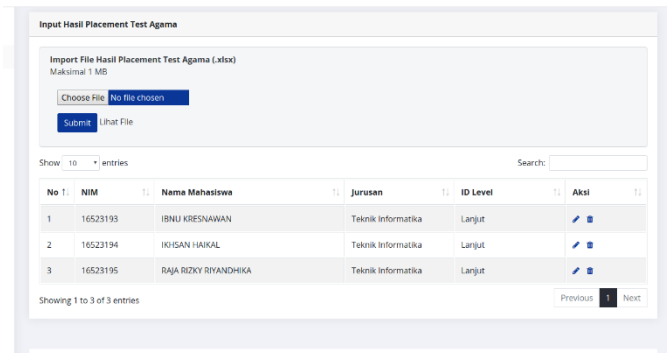 Input Hasil Placement Test Agama
Import File Hasil Placement Test Agama (.xlsx)
Maksimal 1 MB
Choose File No file chosen
Submit Lihat File
Show 10 entries Search:
No NIM Nama Mahasiswa Jurusan ID Level Aksi
1 16523193 IBNU KRESNAWAN Teknik Informatika Lanjut
2 16523194 IKHSAN HAIKAL Teknik Informatika Lanjut
3 16523195 RAJA RIZKY RIYANDHIKA Teknik Informatika Lanjut
Showing 1 to 3 of 3 entries Previous 1 Next